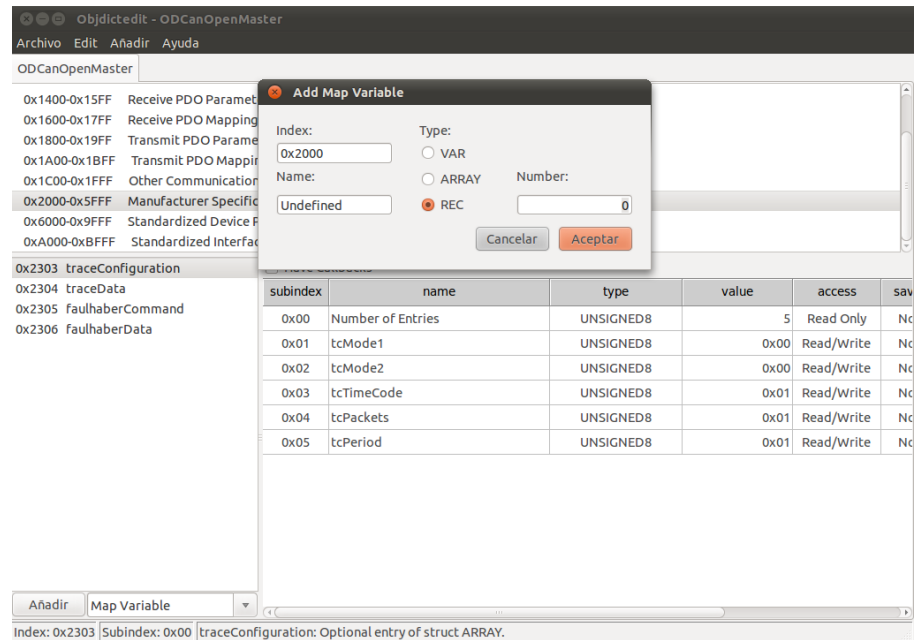 Objdictedit - ODCanOpenMaster
Archivo Edit Añadir Ayuda
ODCanOpenMaster
0x1400-0x15FF Receive PDO Paramet
0x1600-0x17FF Receive PDO Mapping
0x1800-0x19FF Transmit PDO Parame
0x1A00-0x1BFF Transmit PDO Mappin
0x1C00-0x1FFF Other Communication
0x2000-0x5FFF Manufacturer Specific
0x6000-0x9FFF Standardized Device P
0xA000-0xBFFF Standardized Interfac
Add Map Variable
Index:
Type:
0x2000
VAR
Name:
ARRAY
Number:
Undefined
REC
0
Cancelar
Aceptar
0x2303 traceConfiguration
0x2304 traceData
0x2305 faulhaberCommand
0x2306 faulhaberData
subindex name type value access sav
0x00 Number of Entries UNSIGNED8 5 Read Only No
0x01 tcMode1 UNSIGNED8 0x00 Read/Write No
0x02 tcMode2 UNSIGNED8 0x00 Read/Write No
0x03 tcTimeCode UNSIGNED8 0x01 Read/Write No
0x04 tcPackets UNSIGNED8 0x01 Read/Write No
0x05 tcPeriod UNSIGNED8 0x01 Read/Write No
Añadir Map Variable
Index: 0x2303 Subindex: 0x00 traceConfiguration: Optional entry of struct ARRAY.